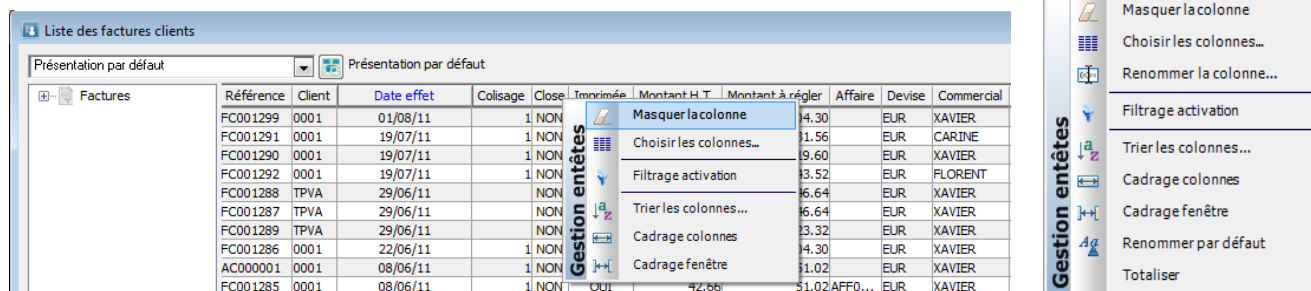 Liste des factures clients
Présentation par défaut Présentation par défaut
Factures
Référence Client Date effet Colisage Close Imprimée Montant H.T. Montant à régler Affaire Devise Commercial
FC001299 0001 01/08/11 1 NON 04.30 EUR XAVIER
FC001291 0001 19/07/11 1 NON 31.56 EUR CARINE
FC001290 0001 19/07/11 1 NON 19.60 EUR XAVIER
FC001292 0001 19/07/11 1 NON 43.52 EUR FLORENT
FC001288 TPVA 29/06/11 NON 46.64 EUR XAVIER
FC001287 TPVA 29/06/11 NON 46.64 EUR XAVIER
FC001289 TPVA 29/06/11 NON 23.32 EUR XAVIER
FC001286 0001 22/06/11 1 NON 04.30 EUR XAVIER
AC000001 0001 08/06/11 1 NON 51.02 EUR XAVIER
FC001285 0001 08/06/11 1 NON OUI 42.66 51.02 AFF0... EUR XAVIER
Gestion entêtes
Masquer la colonne
Choisir les colonnes...
Filtrage activation
Trier les colonnes...
Cadrage colonnes
Cadrage fenêtre
Gestion entêtes
Masquer la colonne
Choisir les colonnes...
Renommer la colonne...
Filtrage activation
Trier les colonnes...
Cadrage colonnes
Cadrage fenêtre
Renommer par défaut
Totaliser